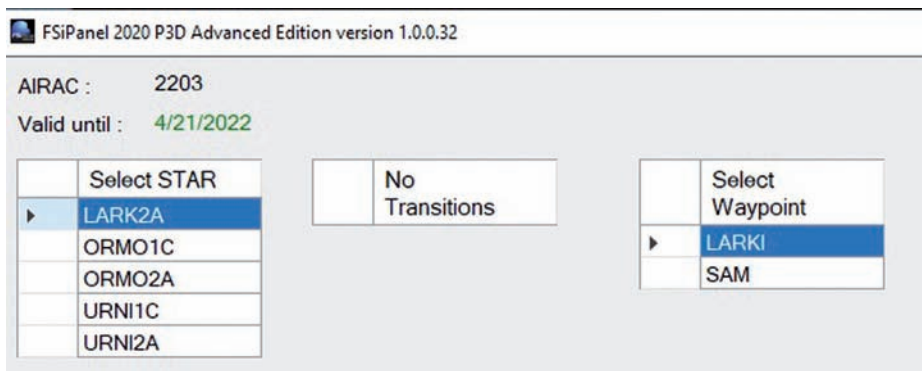 FSiPanel 2020 P3D Advanced Edition version 1.0.0.32
AIRAC : 2203
Valid until : 4/21/2022
Select STAR
LARK2A
ORMO1C
ORMO2A
URNI1C
URNI2A
No
Transitions
Select
Waypoint
LARKI
SAM